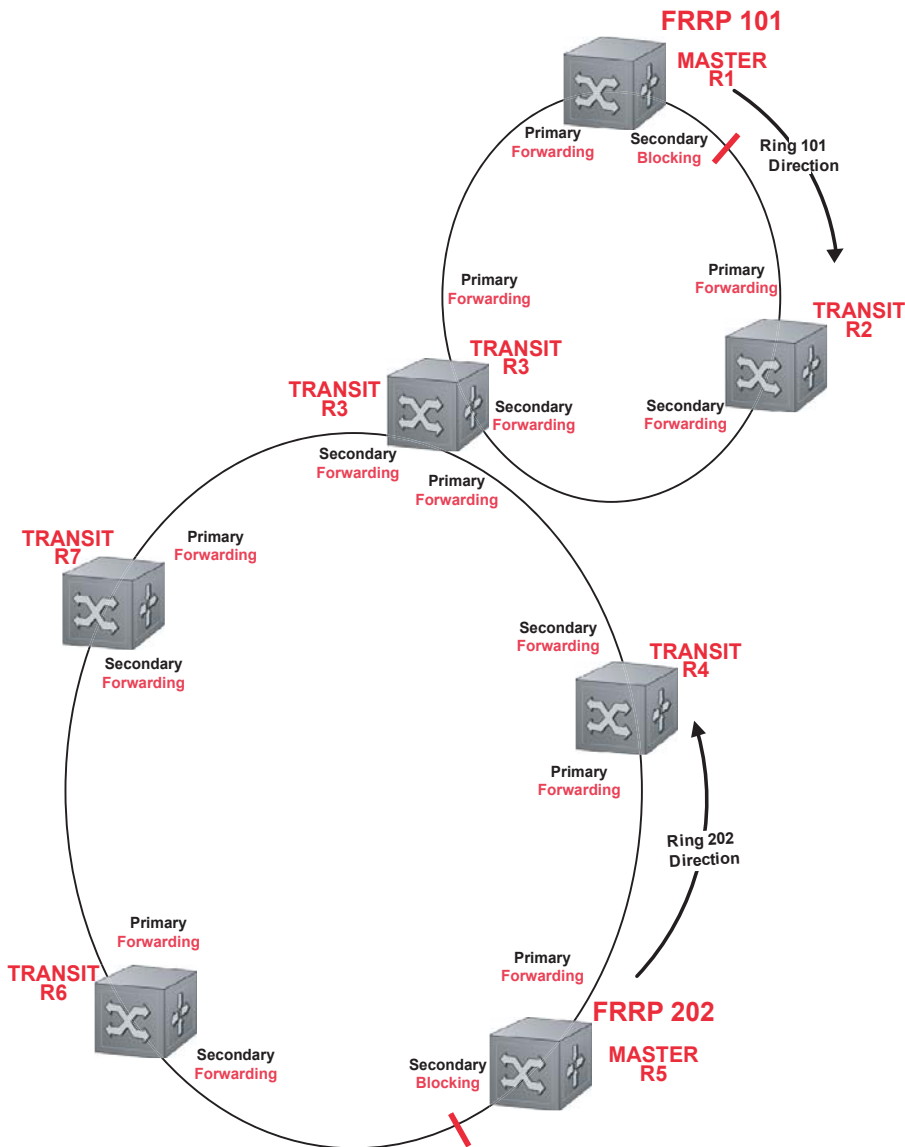 FRRP 101
MASTER
R1
Primary
Forwarding
Secondary
Blocking
Ring 101
Direction
Primary
Forwarding
Primary
Forwarding
TRANSIT
R2
TRANSIT
R3
TRANSIT
R3
Secondary
Forwarding
Secondary
Forwarding
Secondary
Forwarding
Primary
Forwarding
TRANSIT
R7
Primary
Forwarding
Secondary
Forwarding
Secondary
Forwarding
TRANSIT
R4
Primary
Forwarding
Ring 202
Direction
Primary
Forwarding
TRANSIT
R6
Primary
Forwarding
FRRP 202
MASTER
R5
Secondary
Forwarding
Secondary
Blocking